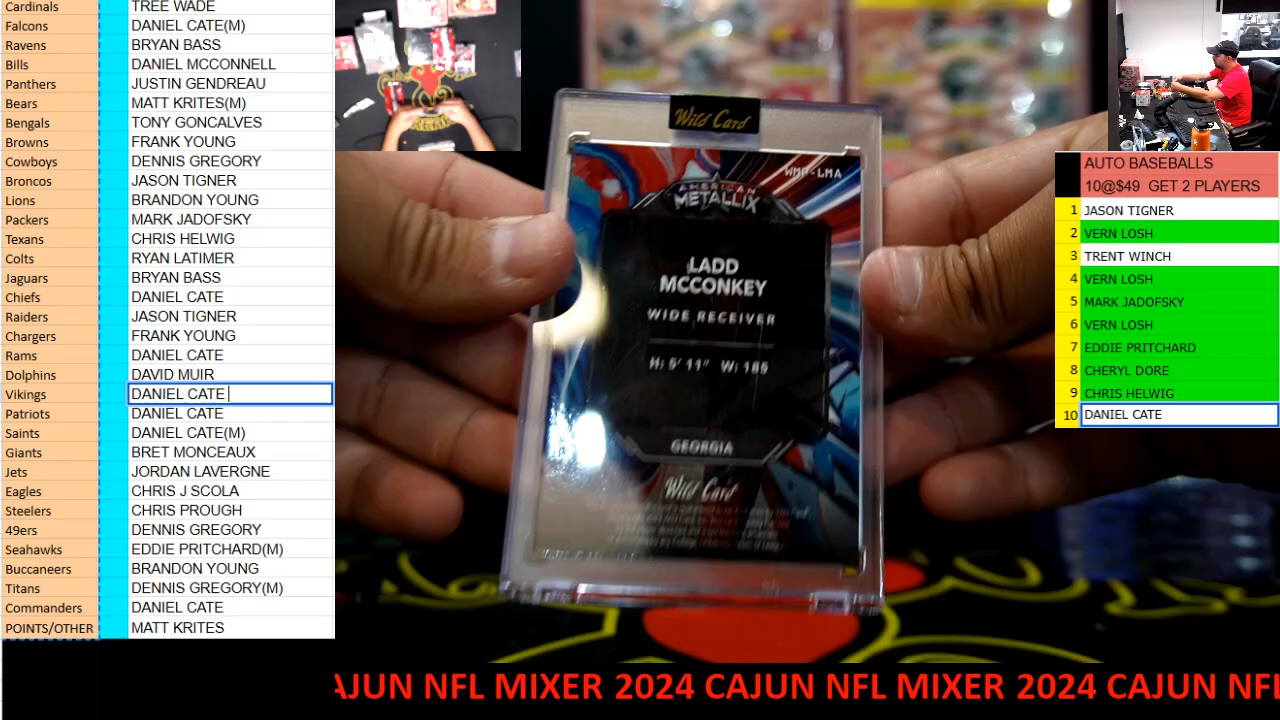 Cardinals TREE WADE
Falcons DANIEL CATE(M)
Ravens BRYAN BASS
Bills DANIEL MCCONNELL
Panthers JUSTIN GENDREAU
Bears MATT KRITES(M)
Bengals TONY GONCALVES
Browns FRANK YOUNG
Cowboys DENNIS GREGORY
Broncos JASON TIGNER
Lions BRANDON YOUNG
Packers MARK JADOFSKY
Texans CHRIS HELWIG
Colts RYAN LATIMER
Jaguars BRYAN BASS
Chiefs DANIEL CATE
Raiders JASON TIGNER
Chargers FRANK YOUNG
Rams DANIEL CATE
Dolphins DAVID MUIR
Vikings DANIEL CATE
Patriots DANIEL CATE
Saints DANIEL CATE(M)
Giants BRET MONCEAUX
Jets JORDAN LAVERGNE
Eagles CHRIS J SCOLA
Steelers CHRIS PROUGH
49ers DENNIS GREGORY
Seahawks EDDIE PRITCHARD(M)
Buccaneers BRANDON YOUNG
Titans DENNIS GREGORY(M)
Commanders DANIEL CATE
POINTS/OTHER MATT KRITES
Wild Card
WMP-LMA
AMERICAN
METALLIX
LADD
MCCONKEY
WIDE RECEIVER
H: 5' 11" W: 185
GEORGIA
Wild Card
AUTO BASEBALLS
10@$49 GET 2 PLAYERS
1 JASON TIGNER
2 VERN LOSH
3 TRENT WINCH
4 VERN LOSH
5 MARK JADOFSKY
6 VERN LOSH
7 EDDIE PRITCHARD
8 CHERYL DORE
9 CHRIS HELWIG
10 DANIEL CATE
AJUN NFL MIXER 2024 CAJUN NFL MIXER 2024 CAJUN NFL